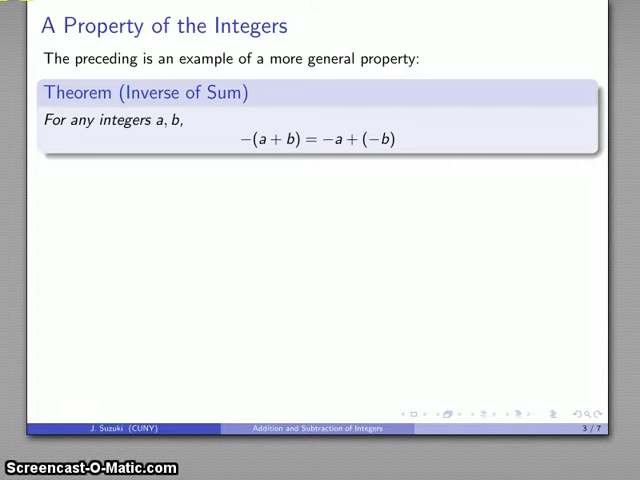 A Property of the Integers
The preceding is an example of a more general property:
Theorem (Inverse of Sum)
For any integers a, b,
−(a + b) = −a + (−b)
J. Suzuki (CUNY) Addition and Subtraction of Integers 3 / 7
Screencast-O-Matic.com